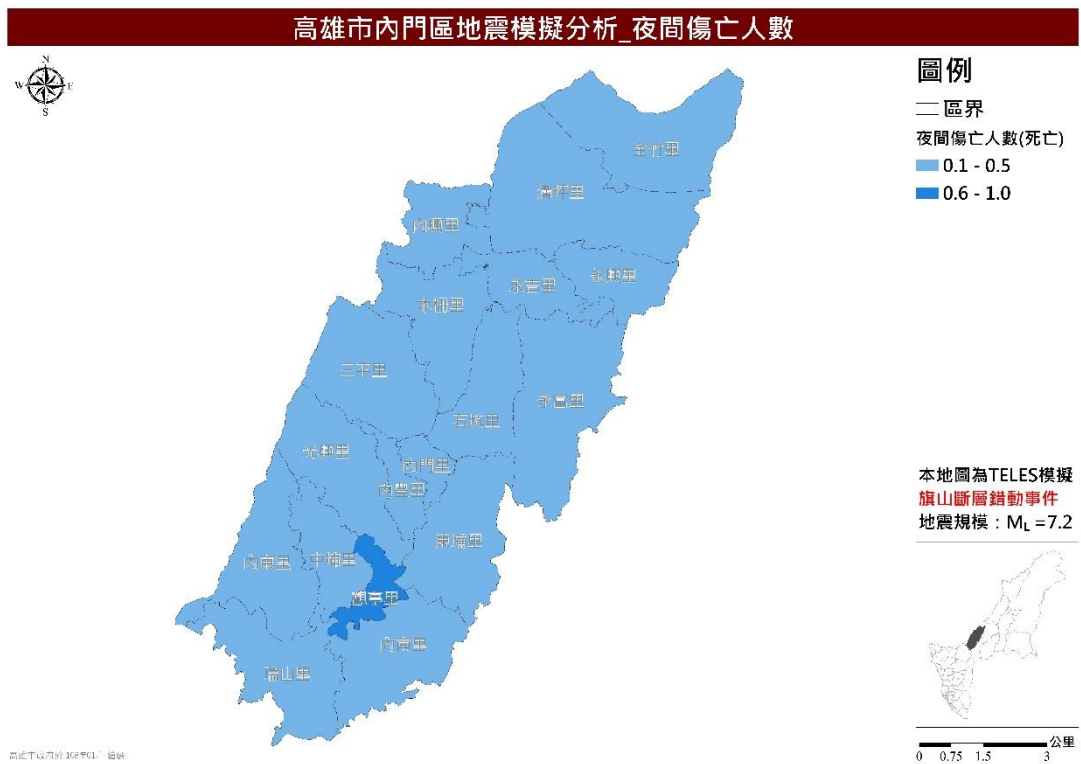 高雄市內門區地震模擬分析_夜間傷亡人數
N
W E
S
圖例
區界
夜間傷亡人數(死亡)
0.1 - 0.5
0.6 - 1.0
金竹里
溝坪里
內興里
永吉里
永興里
木柵里
三平里
永富里
石坑里
光興里
內門里
內豐里
東埔里
中埔里
內東里
觀亭里
內南里
瑞山里
本地圖為TELES模擬
旗山斷層錯動事件
地震規模：ML =7.2
公里
0 0.75 1.5 3